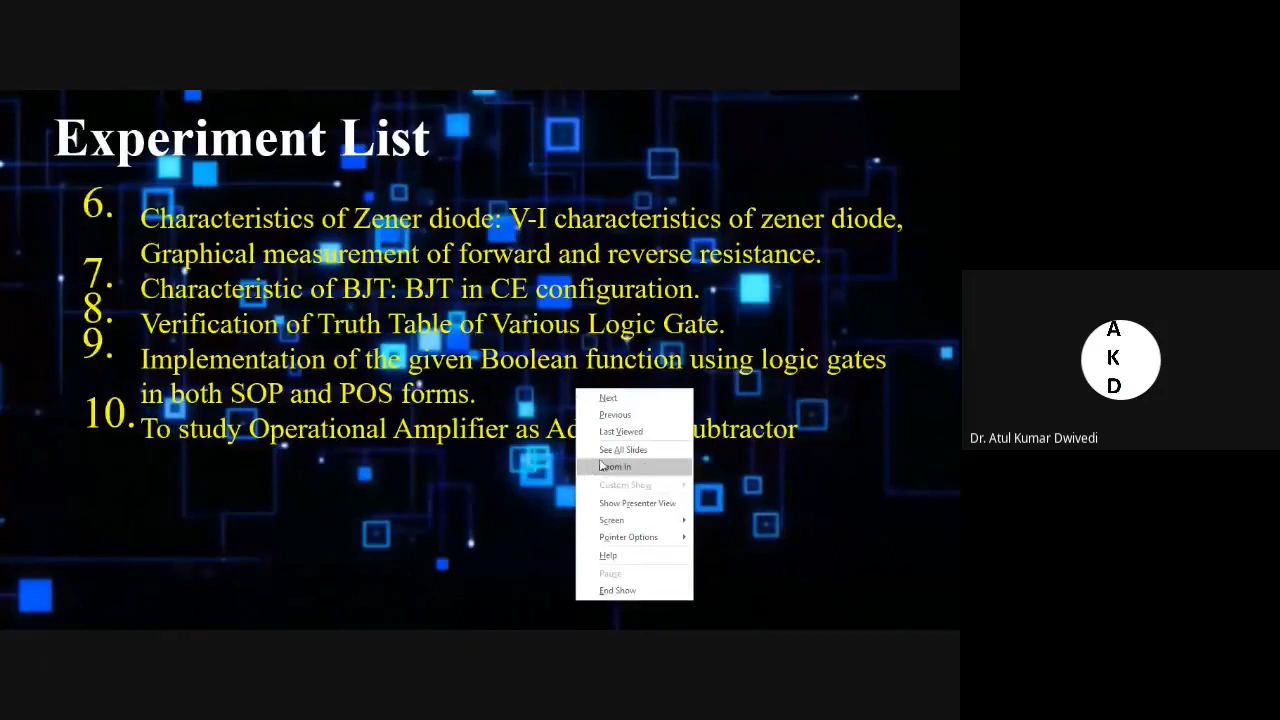 Experiment List
6. Characteristics of Zener diode: V-I characteristics of zener diode,
Graphical measurement of forward and reverse resistance.
7. Characteristic of BJT: BJT in CE configuration.
8. Verification of Truth Table of Various Logic Gate.
9. Implementation of the given Boolean function using logic gates
in both SOP and POS forms.
10. To study Operational Amplifier as
Next
Previous
Last Viewed
See All Slides
Zoom In
Custom Show
Show Presenter View
Screen
Pointer Options
Help
Pause
End Show
A
K
D
Dr. Atul Kumar Dwivedi